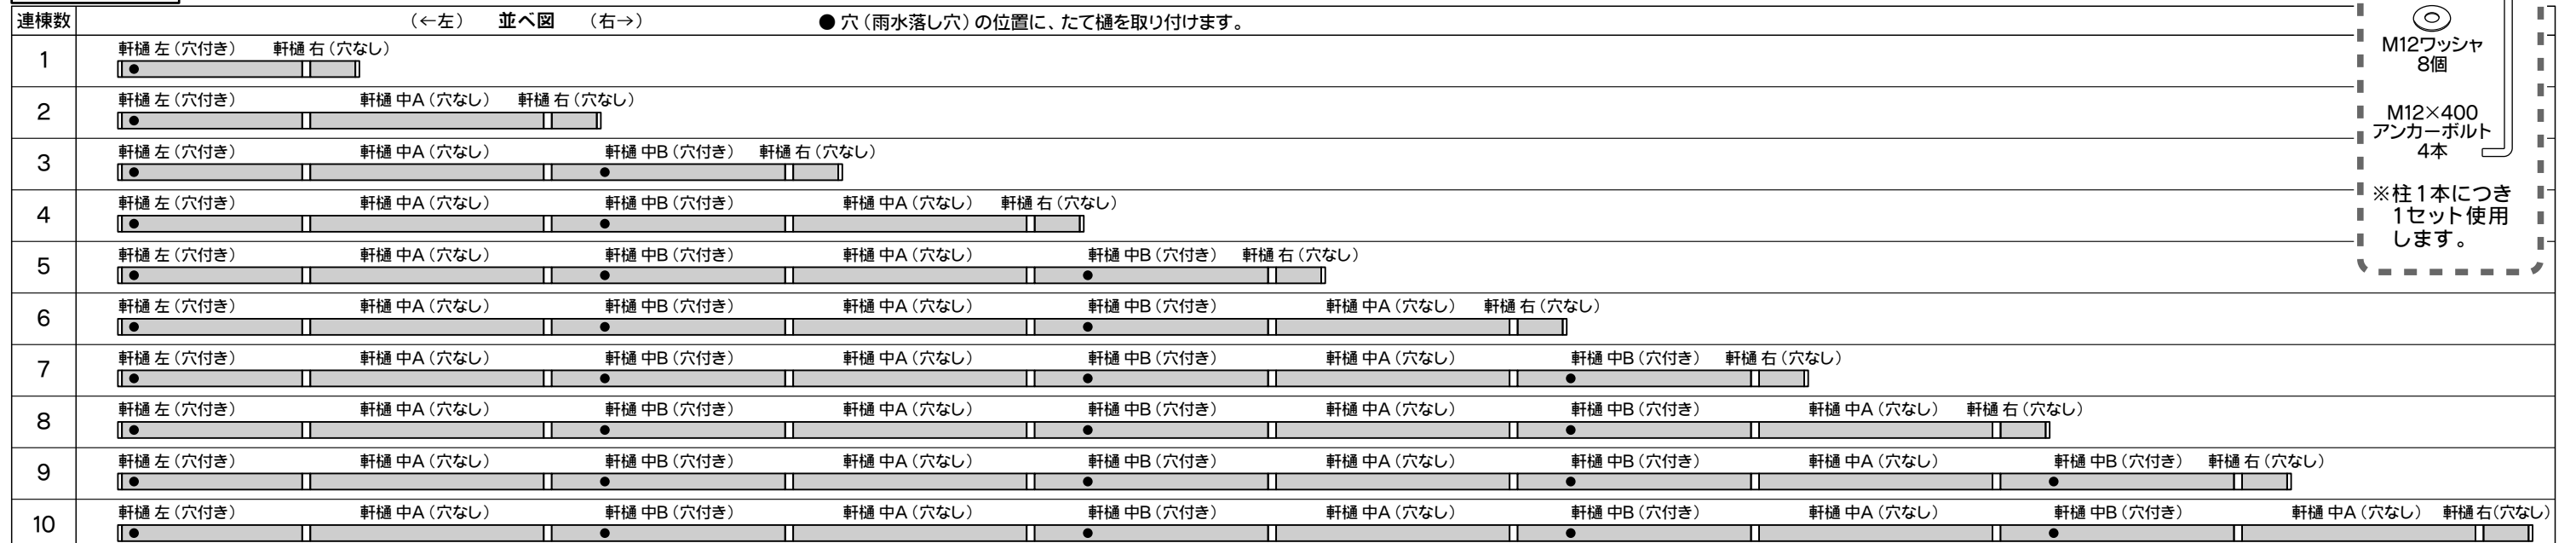 連棟数 （←左） 並べ図 （右→） ● 穴（雨水落し穴）の位置に、たて樋を取り付けます。
1 軒樋 左（穴付き） 軒樋 右（穴なし）
2 軒樋 左（穴付き） 軒樋 中A（穴なし） 軒樋 右（穴なし）
3 軒樋 左（穴付き） 軒樋 中A（穴なし） 軒樋 中B（穴付き） 軒樋 右（穴なし）
4 軒樋 左（穴付き） 軒樋 中A（穴なし） 軒樋 中B（穴付き） 軒樋 中A（穴なし） 軒樋 右（穴なし）
5 軒樋 左（穴付き） 軒樋 中A（穴なし） 軒樋 中B（穴付き） 軒樋 中A（穴なし） 軒樋 中B（穴付き） 軒樋 右（穴なし）
6 軒樋 左（穴付き） 軒樋 中A（穴なし） 軒樋 中B（穴付き） 軒樋 中A（穴なし） 軒樋 中B（穴付き） 軒樋 中A（穴なし） 軒樋 右（穴なし）
7 軒樋 左（穴付き） 軒樋 中A（穴なし） 軒樋 中B（穴付き） 軒樋 中A（穴なし） 軒樋 中B（穴付き） 軒樋 中A（穴なし） 軒樋 中B（穴付き） 軒樋 右（穴なし）
8 軒樋 左（穴付き） 軒樋 中A（穴なし） 軒樋 中B（穴付き） 軒樋 中A（穴なし） 軒樋 中B（穴付き） 軒樋 中A（穴なし） 軒樋 中B（穴付き） 軒樋 中A（穴なし） 軒樋 右（穴なし）
9 軒樋 左（穴付き） 軒樋 中A（穴なし） 軒樋 中B（穴付き） 軒樋 中A（穴なし） 軒樋 中B（穴付き） 軒樋 中A（穴なし） 軒樋 中B（穴付き） 軒樋 中A（穴なし） 軒樋 中B（穴付き） 軒樋 右（穴なし）
10 軒樋 左（穴付き） 軒樋 中A（穴なし） 軒樋 中B（穴付き） 軒樋 中A（穴なし） 軒樋 中B（穴付き） 軒樋 中A（穴なし） 軒樋 中B（穴付き） 軒樋 中A（穴なし） 軒樋 中B（穴付き） 軒樋 中A（穴なし） 軒樋 右（穴なし）
M12ワッシャ
8個
M12×400
アンカーボルト
4本
※柱1本につき
1セット使用
します。